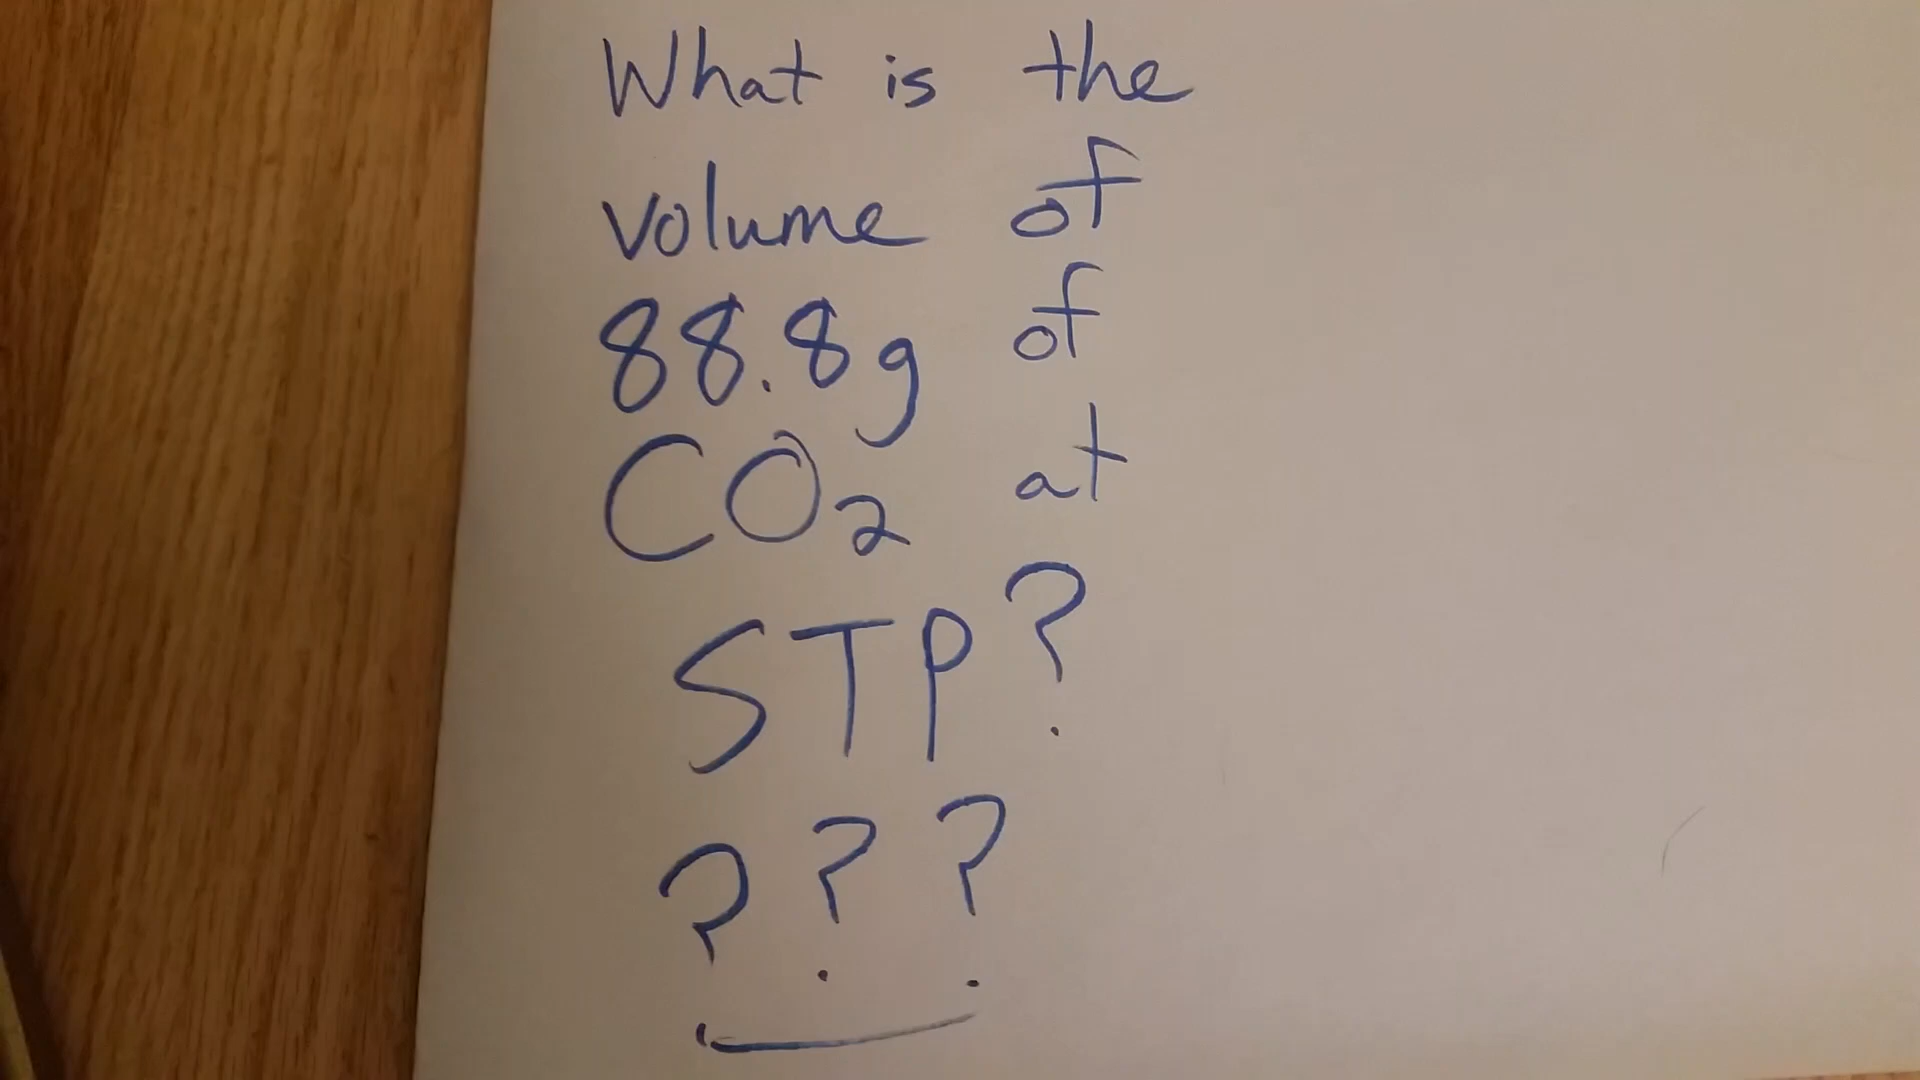 What is the
volume of
88.8g of
CO₂ at
STP?
???